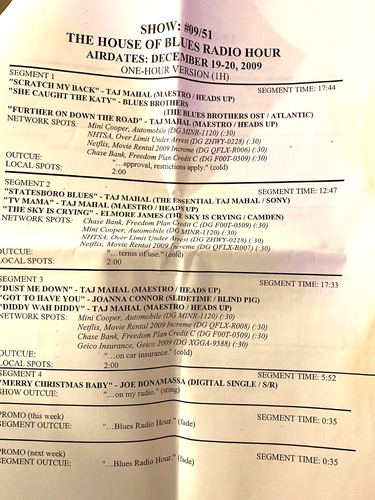 SHOW: #09/51
THE HOUSE OF BLUES RADIO HOUR
AIRDATES: DECEMBER 19-20, 2009
ONE-HOUR VERSION (1H)
SEGMENT 1 SEGMENT TIME: 17:44
"SCRATCH MY BACK" - TAJ MAHAL (MAESTRO / HEADS UP)
"SHE CAUGHT THE KATY" - BLUES BROTHERS
(THE BLUES BROTHERS OST / ATLANTIC)
"FURTHER ON DOWN THE ROAD" - TAJ MAHAL (MAESTRO / HEADS UP)
NETWORK SPOTS: Mini Cooper, Automobile (DG MINR-1120) (:30)
NHTSA, Over Limit Under Arrest (DG ZHWY-0228) (:30)
Netflix, Movie Rental 2009 Increme (DG QFLX-R006) (:30)
Chase Bank, Freedom Plan Credit C (DG F00T-0509) (:30)
OUTCUE: "...approval, restrictions apply." (cold)
LOCAL SPOTS: 2:00
SEGMENT 2 SEGMENT TIME: 12:47
"STATESBORO BLUES" - TAJ MAHAL (THE ESSENTIAL TAJ MAHAL / SONY)
"TV MAMA" - TAJ MAHAL (MAESTRO / HEADS UP)
"THE SKY IS CRYING" - ELMORE JAMES (THE SKY IS CRYING / CAMDEN)
NETWORK SPOTS: Chase Bank, Freedom Plan Credit C (DG F00T-0509) (:30)
Mini Cooper, Automobile (DG MINR-1120) (:30)
NHTSA, Over Limit Under Arrest (DG ZHWY-0228) (:30)
Netflix, Movie Rental 2009 Increme (DG QFLX-R007) (:30)
OUTCUE: "...terms of use." (cold)
LOCAL SPOTS: 2:00
SEGMENT 3 SEGMENT TIME: 17:33
"DUST ME DOWN" - TAJ MAHAL (MAESTRO / HEADS UP)
"GOT TO HAVE YOU" - JOANNA CONNOR (SLIDETIME / BLIND PIG)
"DIDDY WAH DIDDY" - TAJ MAHAL (MAESTRO / HEADS UP)
NETWORK SPOTS: Mini Cooper, Automobile (DG MINR-1120) (:30)
Netflix, Movie Rental 2009 Increme (DG QFLX-R008) (:30)
Chase Bank, Freedom Plan Credit C (DG F00T-0509) (:30)
Geico Insurance, Geico 2009 (DG XGGA-9588) (:30)
OUTCUE: "...on car insurance." (cold)
LOCAL SPOTS: 2:00
SEGMENT 4 SEGMENT TIME: 5:52
"MERRY CHRISTMAS BABY" - JOE BONAMASSA (DIGITAL SINGLE / S/R)
SHOW OUTCUE: "...on my radio." (sting)
PROMO (this week) SEGMENT TIME: 0:35
SEGMENT OUTCUE: "...Blues Radio Hour." (fade)
PROMO (next week) SEGMENT TIME: 0:35
SEGMENT OUTCUE: "...Blues Radio Hour." (fade)